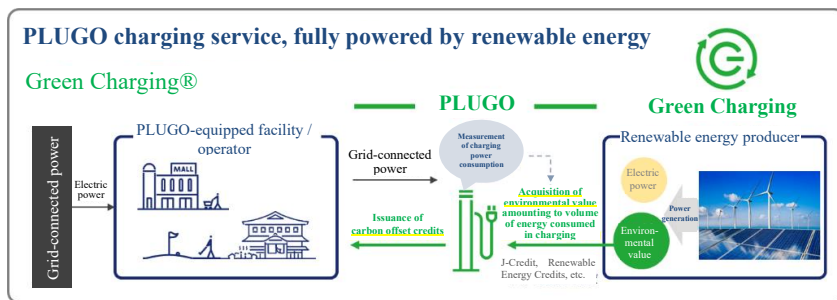 PLUGO charging service, fully powered by renewable energy
Green Charging®
PLUGO
Green Charging
Grid-connected power
Electric
power
PLUGO-equipped facility /
operator
MALL
Grid-connected
power
Issuance of
carbon offset credits
Measurement
of charging
power
consumption
Acquisition of
environmental value
amounting to volume
of energy consumed
in charging
J-Credit, Renewable
Energy Credits, etc.
Renewable energy producer
Electric
power
Environ-
mental
value
Power
generation